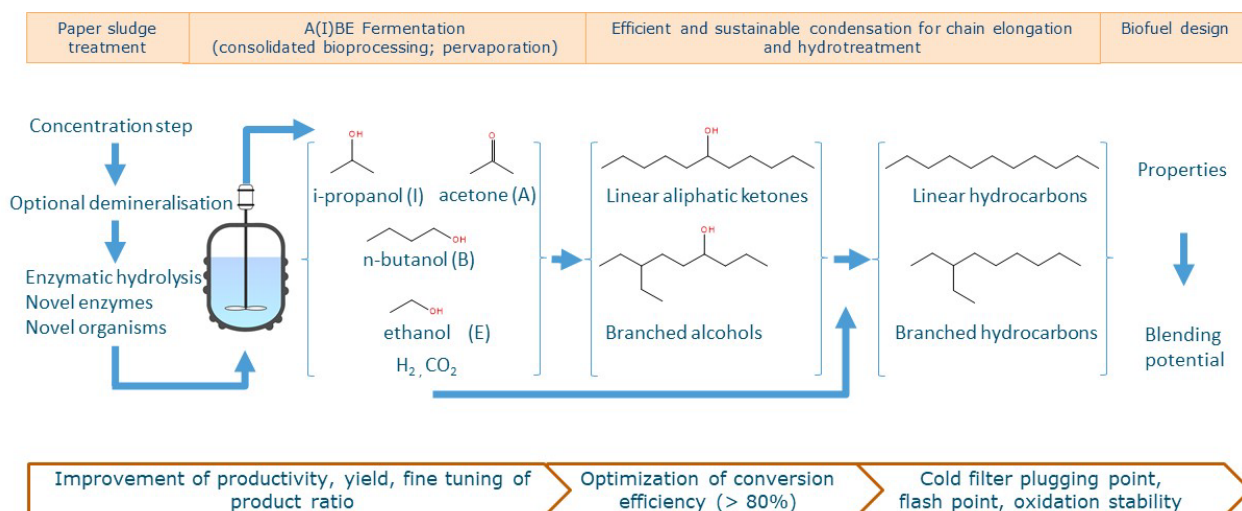 Paper sludge
treatment
A(I)BE Fermentation
(consolidated bioprocessing; pervaporation)
Efficient and sustainable condensation for chain elongation
and hydrotreatment
Biofuel design
Concentration step
Optional demineralisation
Enzymatic hydrolysis
Novel enzymes
Novel organisms
OH
i-propanol (I)
O
acetone (A)
OH
n-butanol (B)
OH
ethanol (E)
H₂ , CO₂
OH
Linear aliphatic ketones
OH
Branched alcohols
Linear hydrocarbons
Branched hydrocarbons
Properties
Blending
potential
Improvement of productivity, yield, fine tuning of
product ratio
Optimization of conversion
efficiency (> 80%)
Cold filter plugging point,
flash point, oxidation stability